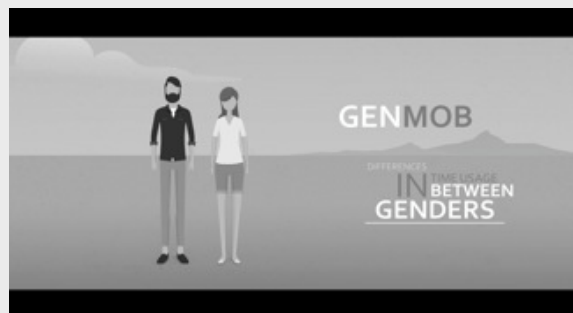 GENMOB
DIFFERENCES
IN TIME USAGE
BETWEEN
GENDERS